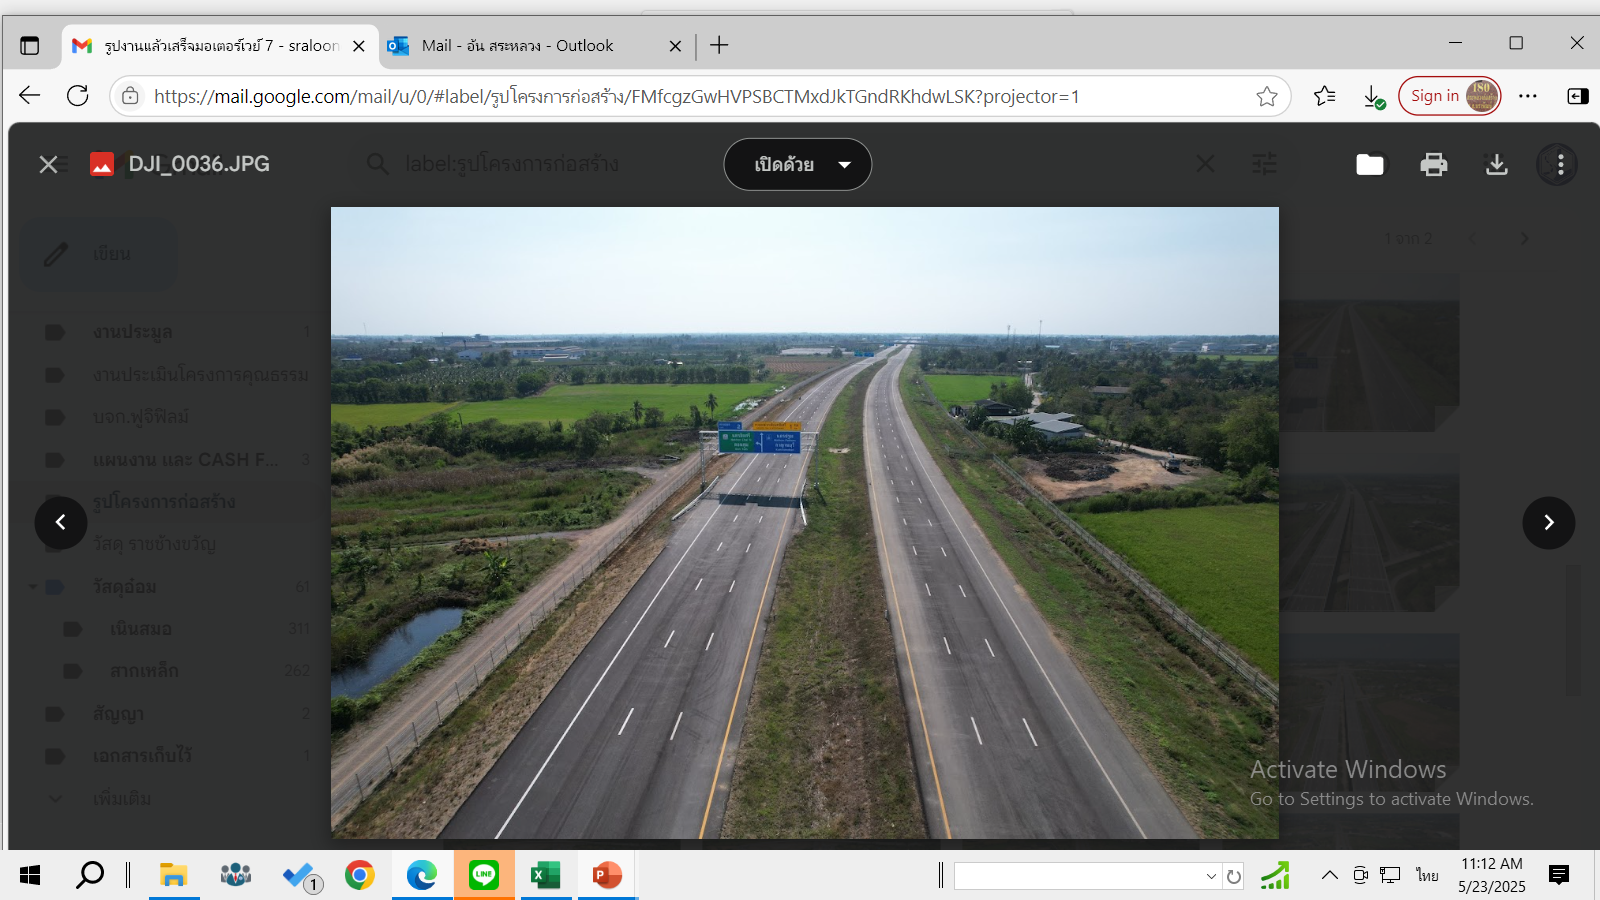 รูปงานแล้วเสร็จมอเตอร์เวย์ 7 - sraloon
Mail - อัน สระหลวง - Outlook
https://mail.google.com/mail/u/0/#label/รูปโครงการก่อสร้าง/FMfcgzGwHVPSBCTMxdJkTGndRKhdwLSK?projector=1
Sign in
DJI_0036.JPG
label:รูปโครงการก่อสร้าง
เปิดด้วย
เขียน
1 จาก 2
งานประมูล 1
งานประเมินโครงการคุณธรรม
บจก.ฟูจิฟิลม์
แผนงาน และ CASH F... 3
รูปโครงการก่อสร้าง
วัสดุ ราชช้างขวัญ
วัสดุอ๋อม 61
เนินสมอ 311
สากเหล็ก 262
สัญญา 2
เอกสารเก็บไว้ 1
เพิ่มเติม
Activate Windows
Go to Settings to activate Windows.
1
ไทย
11:12 AM
5/23/2025